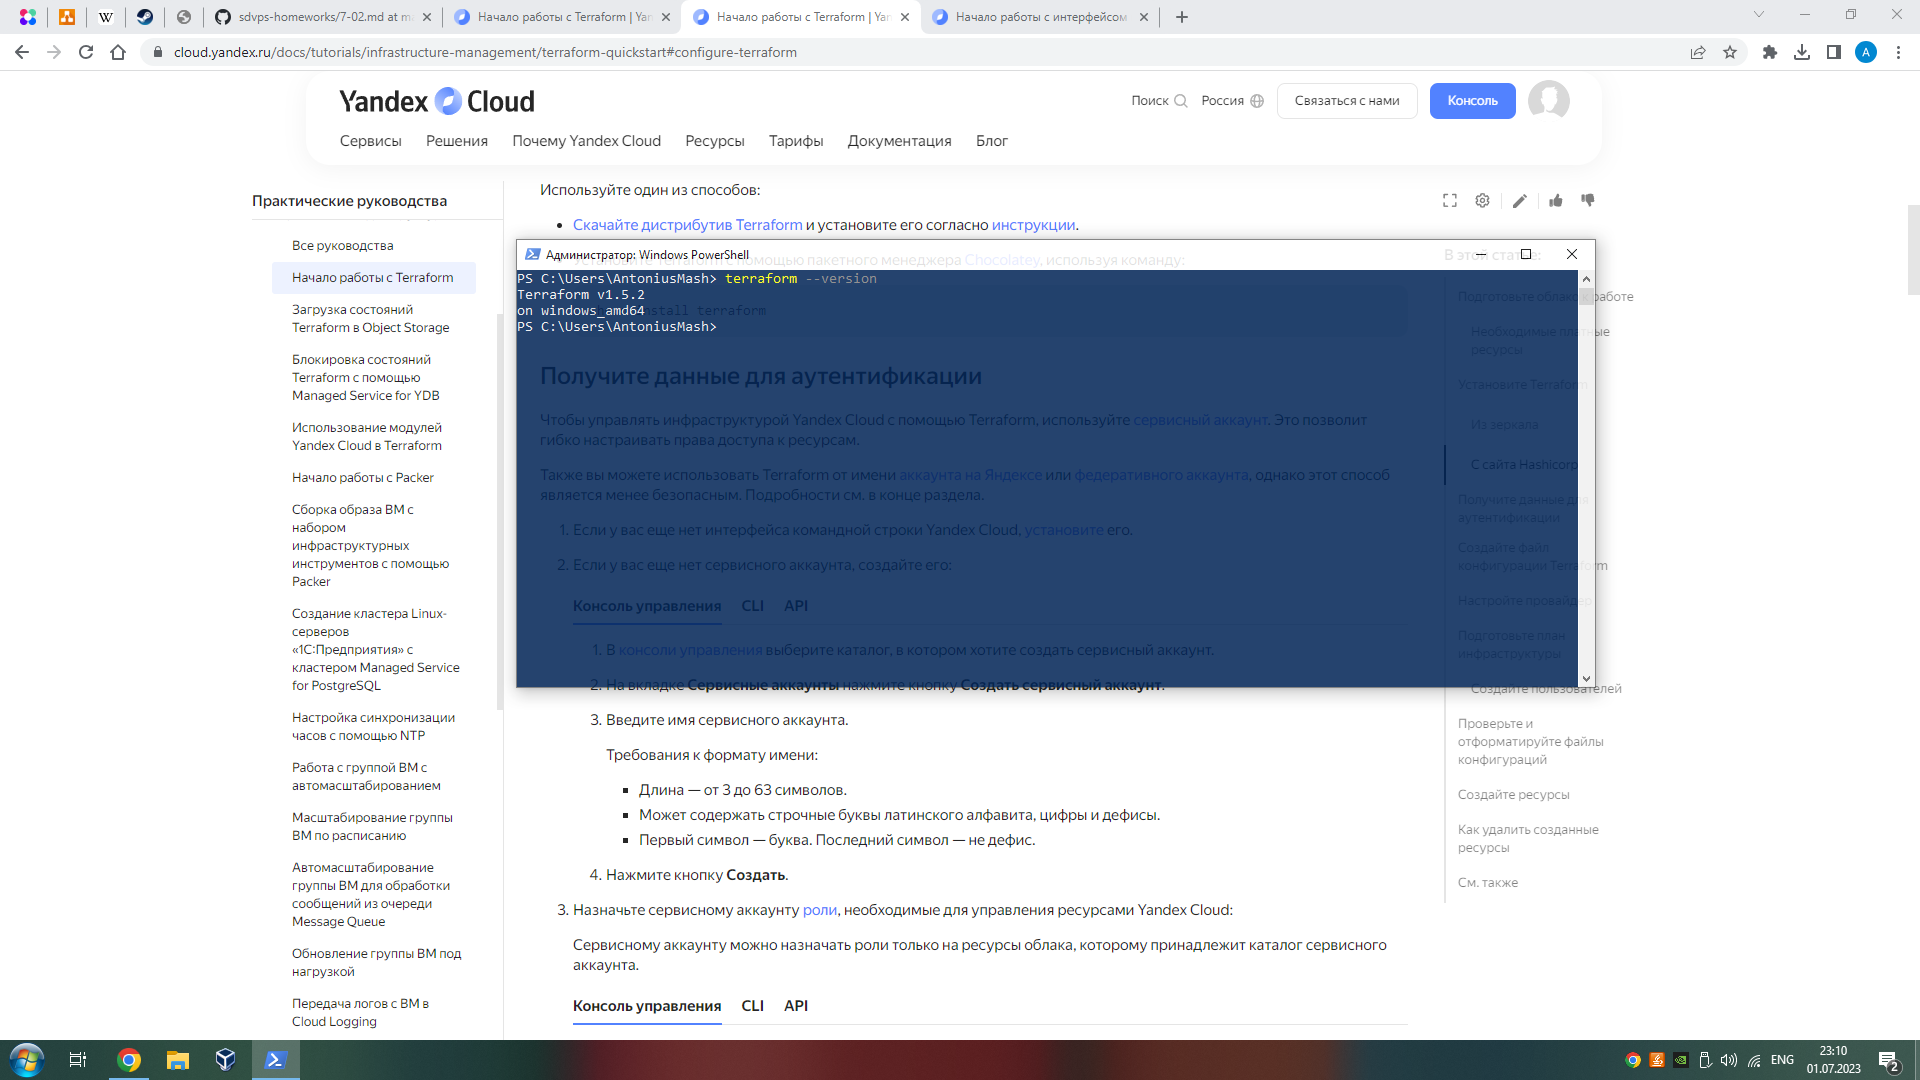 sdvps-homeworks/7-02.md at ma
Начало работы с Terraform | Yan
Начало работы с Terraform | Yan
Начало работы с интерфейсом
cloud.yandex.ru/docs/tutorials/infrastructure-management/terraform-quickstart#configure-terraform
A
Yandex Cloud
Поиск
Россия
Связаться с нами
Консоль
Сервисы
Решения
Почему Yandex Cloud
Ресурсы
Тарифы
Документация
Блог
Практические руководства
Все руководства
Начало работы с Terraform
Загрузка состояний
Terraform в Object Storage
Блокировка состояний
Terraform с помощью
Managed Service for YDB
Использование модулей
Yandex Cloud в Terraform
Начало работы с Packer
Сборка образа ВМ с
набором
инфраструктурных
инструментов с помощью
Packer
Создание кластера Linux-
серверов
«1С:Предприятия» с
кластером Managed Service
for PostgreSQL
Настройка синхронизации
часов с помощью NTP
Работа с группой ВМ с
автомасштабированием
Масштабирование группы
ВМ по расписанию
Автомасштабирование
группы ВМ для обработки
сообщений из очереди
Message Queue
Обновление группы ВМ под
нагрузкой
Передача логов с ВМ в
Cloud Logging
Используйте один из способов:
• Скачайте дистрибутив Terraform и установите его согласно инструкции.
Администратор: Windows PowerShell
с помощью пакетного менеджера Chocolatey, используя команду:
PS C:\Users\AntoniusMash> terraform --version
Terraform v1.5.2
on windows_amd64
install terraform
PS C:\Users\AntoniusMash>
Получите данные для аутентификации
Чтобы управлять инфраструктурой Yandex Cloud с помощью Terraform, используйте сервисный аккаунт. Это позволит
гибко настраивать права доступа к ресурсам.
Также вы можете использовать Terraform от имени аккаунта на Яндексе или федеративного аккаунта, однако этот способ
является менее безопасным. Подробности см. в конце раздела.
1. Если у вас еще нет интерфейса командной строки Yandex Cloud, установите его.
2. Если у вас еще нет сервисного аккаунта, создайте его:
Консоль управления CLI API
1. В консоли управления выберите каталог, в котором хотите создать сервисный аккаунт.
2. На вкладке Сервисные аккаунты нажмите кнопку Создать сервисный аккаунт.
3. Введите имя сервисного аккаунта.
Требования к формату имени:
▪ Длина — от 3 до 63 символов.
▪ Может содержать строчные буквы латинского алфавита, цифры и дефисы.
▪ Первый символ — буква. Последний символ — не дефис.
4. Нажмите кнопку Создать.
3. Назначьте сервисному аккаунту роли, необходимые для управления ресурсами Yandex Cloud:
Сервисному аккаунту можно назначать роли только на ресурсы облака, которому принадлежит каталог сервисного
аккаунта.
Консоль управления CLI API
В этой статье:
Подготовьте облако к работе
Необходимые платные
ресурсы
Установите Terraform
Из зеркала
С сайта Hashicorp
Получите данные для
аутентификации
Создайте файл
конфигурации Terraform
Настройте провайдер
Подготовьте план
инфраструктуры
Создайте пользователей
Проверьте и
отформатируйте файлы
конфигураций
Создайте ресурсы
Как удалить созданные
ресурсы
См. также
ENG
23:10
01.07.2023
2